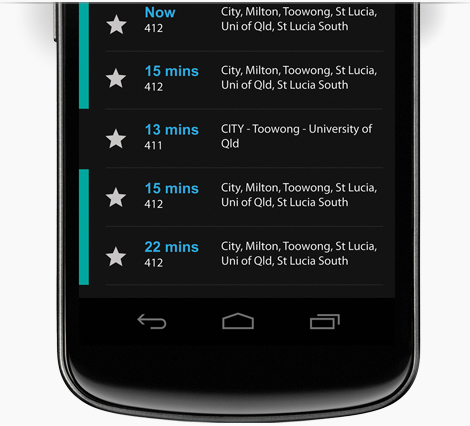 Now
412
City, Milton, Toowong, St Lucia,
Uni of Qld, St Lucia South
15 mins
412
City, Milton, Toowong, St Lucia,
Uni of Qld, St Lucia South
13 mins
411
CITY - Toowong - University of
Qld
15 mins
412
City, Milton, Toowong, St Lucia,
Uni of Qld, St Lucia South
22 mins
412
City, Milton, Toowong, St Lucia,
Uni of Qld, St Lucia South